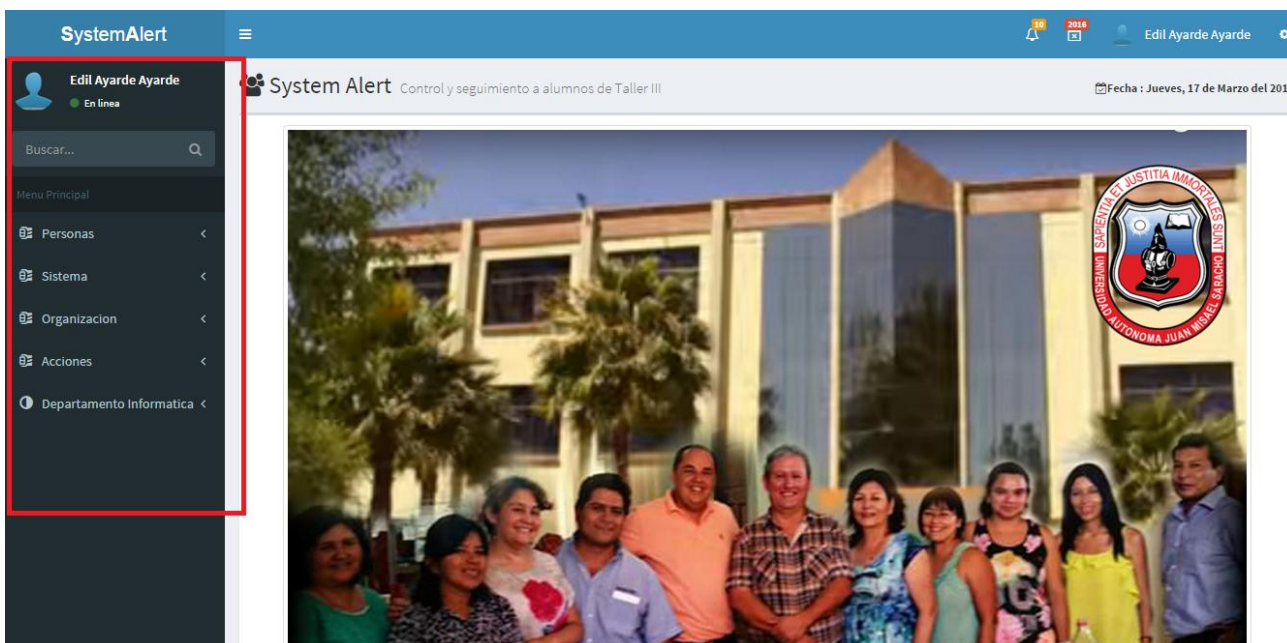 SystemAlert
10
2016
Edil Ayarde Ayarde
Edil Ayarde Ayarde
En linea
System Alert Control y seguimiento a alumnos de Taller III
Fecha : Jueves, 17 de Marzo del 201
Buscar...
Menu Principal
Personas
Sistema
Organizacion
Acciones
Departamento Informatica
SAPIENTIA ET JUSTITIA IMMORTALES SUNT
UNIVERSIDAD AUTONOMA JUAN MISAEL SARACHO